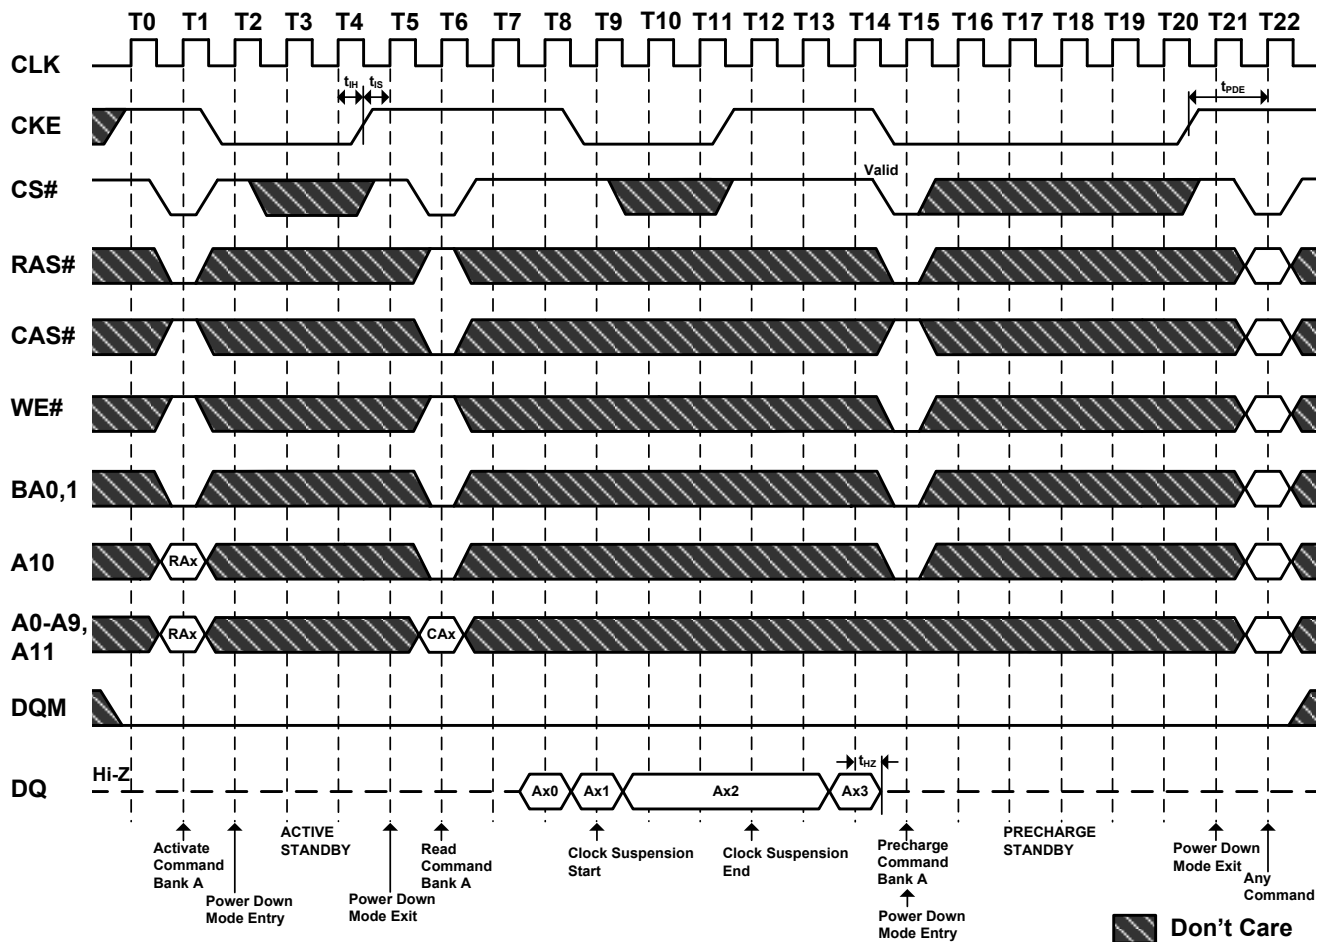 T0 T1 T2 T3 T4 T5 T6 T7 T8 T9 T10 T11 T12 T13 T14 T15 T16 T17 T18 T19 T20 T21 T22
CLK
tIH tIS tPDE
CKE
CS#
Valid
RAS#
CAS#
WE#
BA0,1
A10
RAx
A0-A9,
A11
RAx CAx
DQM
tHZ
Hi-Z
DQ
Ax0 Ax1 Ax2 Ax3
Activate
Command
Bank A
Power Down
Mode Entry
ACTIVE
STANDBY
Power Down
Mode Exit
Read
Command
Bank A
Clock Suspension
Start
Clock Suspension
End
Precharge
Command
Bank A
Power Down
Mode Entry
PRECHARGE
STANDBY
Power Down
Mode Exit
Any
Command
Don't Care